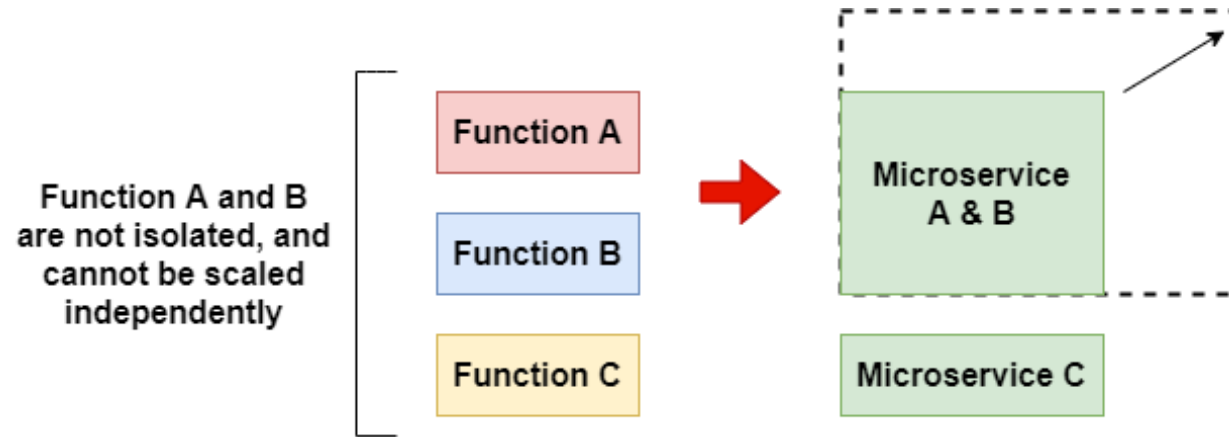 Function A and B
are not isolated, and
cannot be scaled
independently
Function A
Function B
Function C
Microservice
A & B
Microservice C